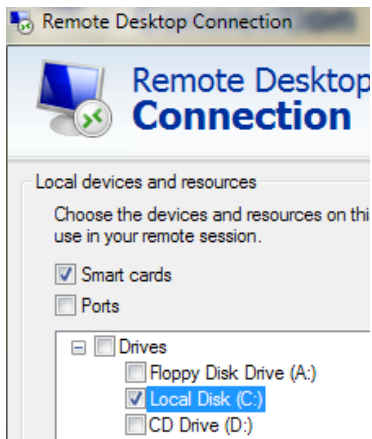 Remote Desktop Connection
Remote Desktop
Connection
Local devices and resources
Choose the devices and resources on thi
use in your remote session.
Smart cards
Ports
Drives
Floppy Disk Drive (A:)
Local Disk (C:)
CD Drive (D:)